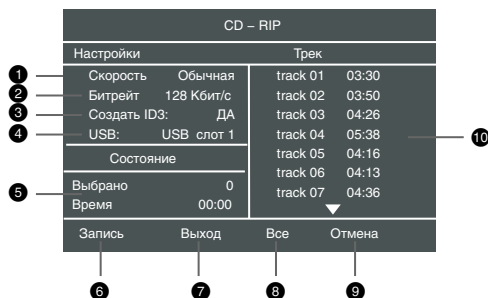 CD – RIP
Настройки
Трек
1 Скорость Обычная
2 Битрейт 128 Кбит/с
3 Создать ID3: ДА
4 USB: USB слот 1
Состояние
5
Выбрано 0
Время 00:00
track 01 03:30
track 02 03:50
track 03 04:26
track 04 05:38
track 05 04:16
track 06 04:13
track 07 04:36
10
Запись Выход Все Отмена
6 7 8 9